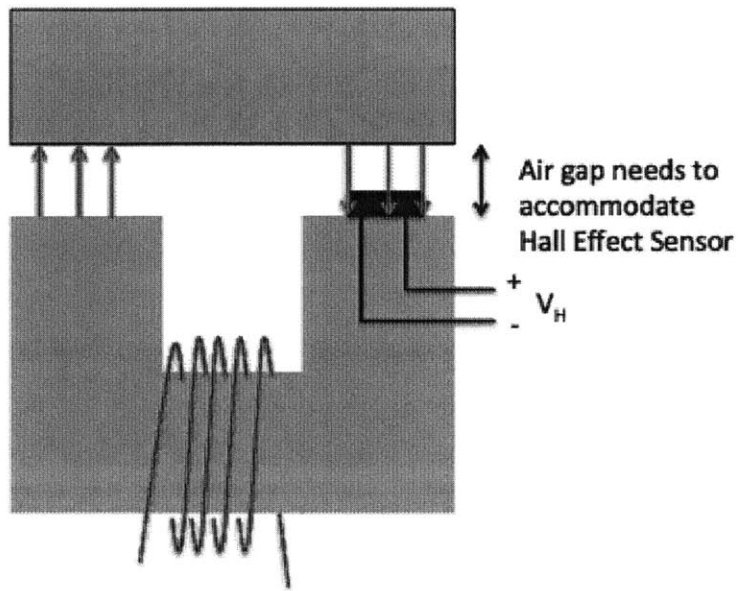 Air gap needs to
accommodate
Hall Effect Sensor
+
V_H
-